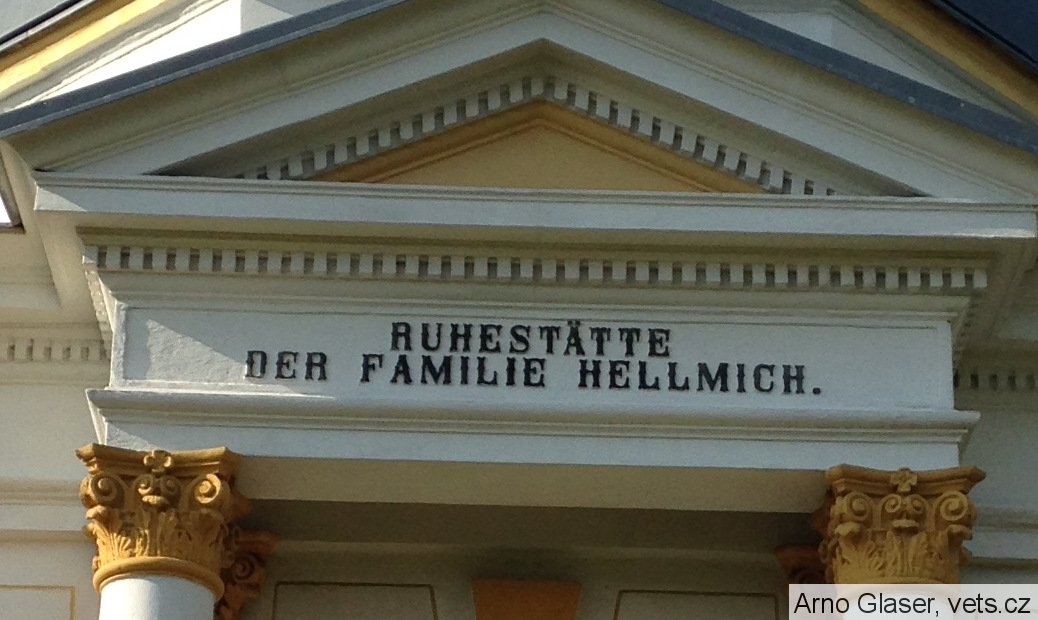 RUHESTÄTTE
DER FAMILIE HELLMICH.
Arno Glaser, vets.cz